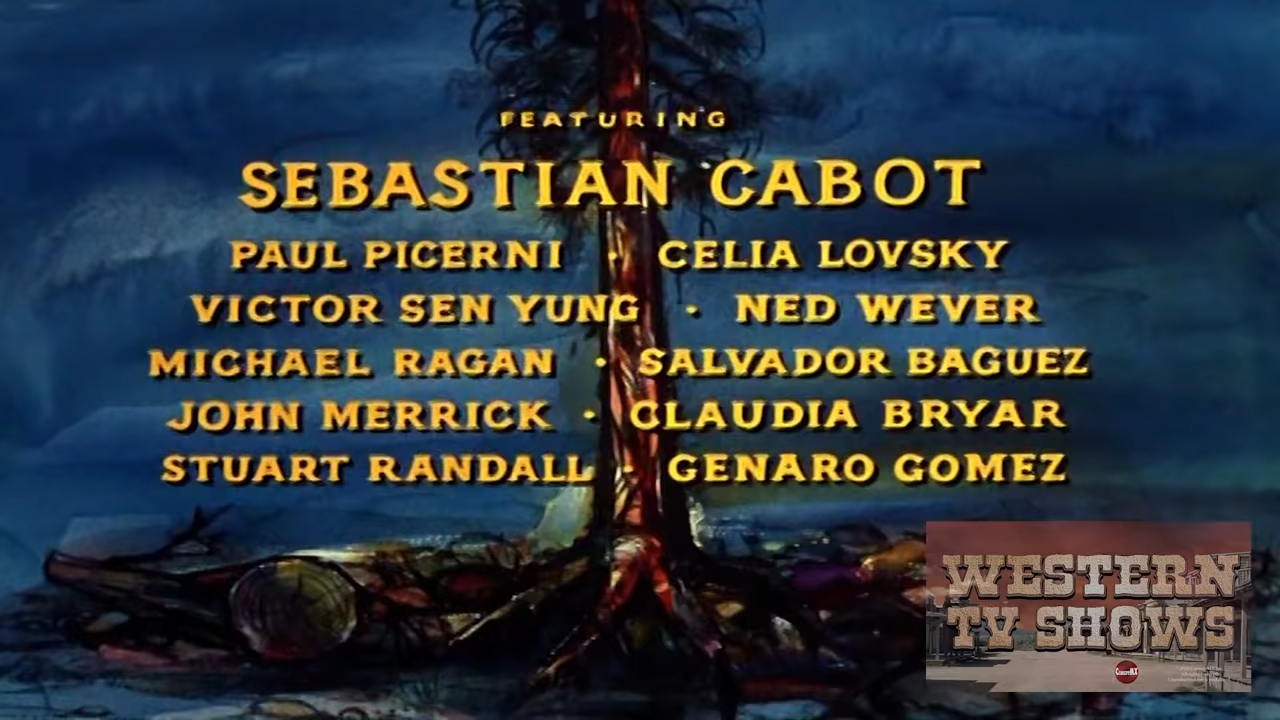 FEATURING
SEBASTIAN CABOT
PAUL PICERNI · CELIA LOVSKY
VICTOR SEN YUNG · NED WEVER
MICHAEL RAGAN · SALVADOR BAGUEZ
JOHN MERRICK · CLAUDIA BRYAR
STUART RANDALL · GENARO GOMEZ
WESTERN
TV SHOWS